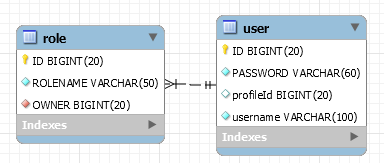 role
ID BIGINT(20)
ROLENAME VARCHAR(50)
OWNER BIGINT(20)
Indexes
user
ID BIGINT(20)
PASSWORD VARCHAR(60)
profileId BIGINT(20)
username VARCHAR(100)
Indexes